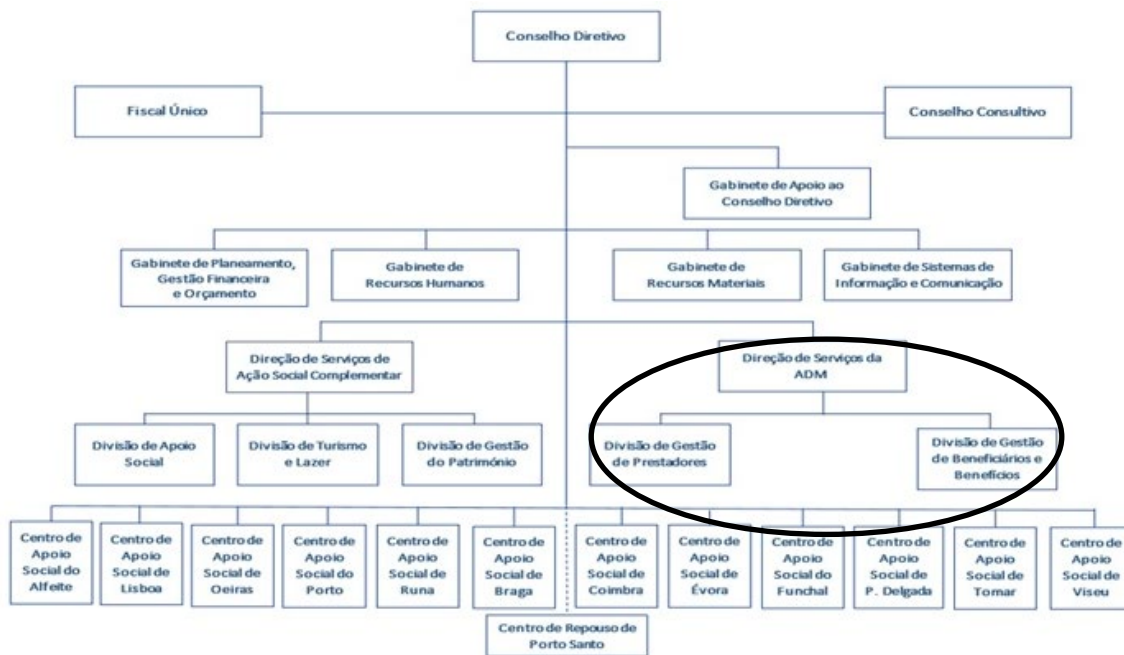 Conselho Diretivo
Fiscal Único
Conselho Consultivo
Gabinete de Apoio ao
Conselho Diretivo
Gabinete de Planeamento,
Gestão Financeira
e Orçamento
Gabinete de
Recursos Humanos
Gabinete de
Recursos Materiais
Gabinete de Sistemas de
Informação e Comunicação
Direção de Serviços de
Ação Social Complementar
Direção de Serviços da
ADM
Divisão de Apoio
Social
Divisão de Turismo
e Lazer
Divisão de Gestão
do Património
Divisão de Gestão
de Prestadores
Divisão de Gestão
de Beneficiários e
Benefícios
Centro de
Apoio
Social do
Alfeite
Centro de
Apoio
Social de
Lisboa
Centro de
Apoio
Social de
Oeiras
Centro de
Apoio
Social do
Porto
Centro de
Apoio
Social de
Runa
Centro de
Apoio
Social de
Braga
Centro de
Apoio
Social de
Coimbra
Centro de
Apoio
Social de
Évora
Centro de
Apoio
Social do
Funchal
Centro de
Apoio
Social de
P. Delgada
Centro de
Apoio
Social de
Tomar
Centro de
Apoio
Social de
Viseu
Centro de Repouso de
Porto Santo